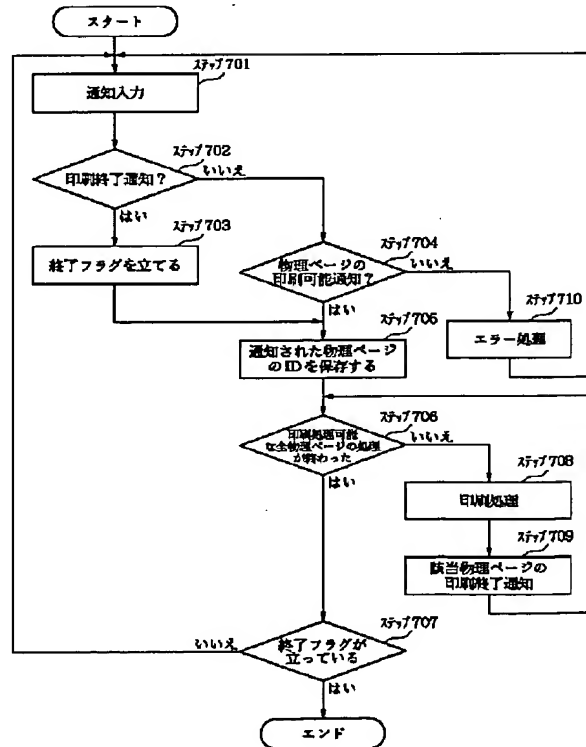 スタート
ステップ701
通知入力
ステップ702
印刷終了通知？
いいえ
はい
ステップ703
終了フラグを立てる
ステップ704
物理ページの
印刷可能通知？
いいえ
はい
ステップ710
エラー処理
ステップ705
通知された物理ページ
のIDを保存する
ステップ706
印刷処理可能
な全物理ページの処理
が終わった
いいえ
はい
ステップ708
印刷処理
ステップ709
該当物理ページの
印刷終了通知
ステップ707
終了フラグが
立っている
いいえ
はい
エンド